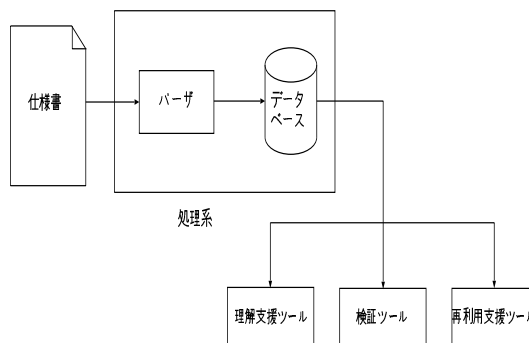 仕様書
パーザ
データ
ベース
処理系
理解支援ツール
検証ツール
再利用支援ツール